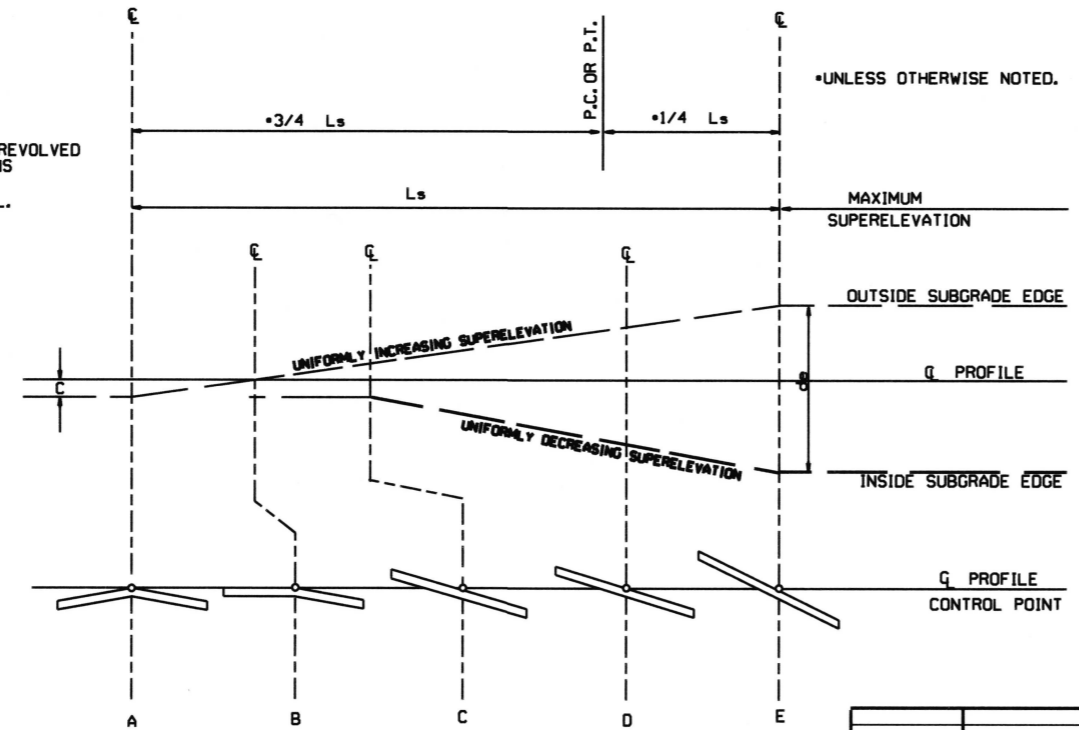 ℄
℄
P.C. OR P.T.
*UNLESS OTHERWISE NOTED.
*3/4 Ls
*1/4 Ls
REVOLVED
Ls
MAXIMUM
SUPERELEVATION
℄
℄
℄
OUTSIDE SUBGRADE EDGE
UNIFORMLY INCREASING SUPERELEVATION
℄ PROFILE
C
UNIFORMLY DECREASING SUPERELEVATION
INSIDE SUBGRADE EDGE
℄ PROFILE
CONTROL POINT
A
B
C
D
E